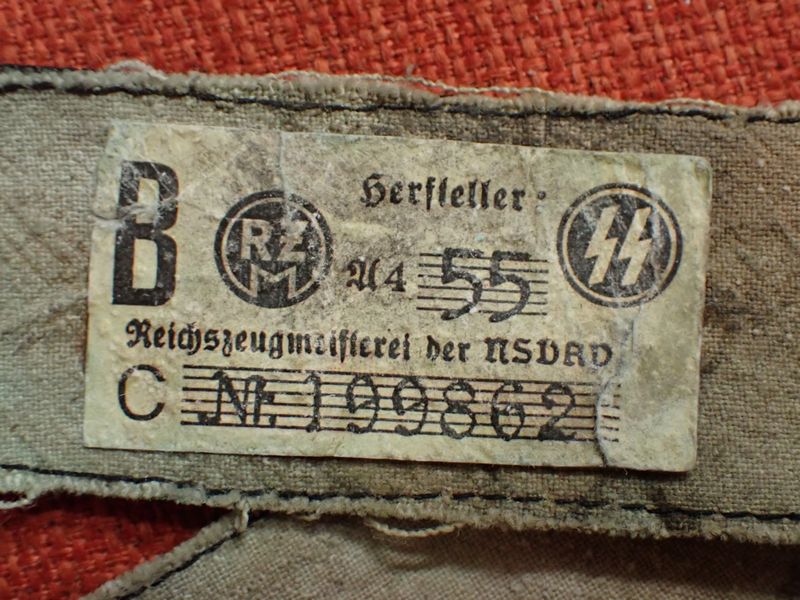 B
RZM
Hersteller:
A4 55
Reichszeugmeisterei der NSDAP
C Nr. 199862